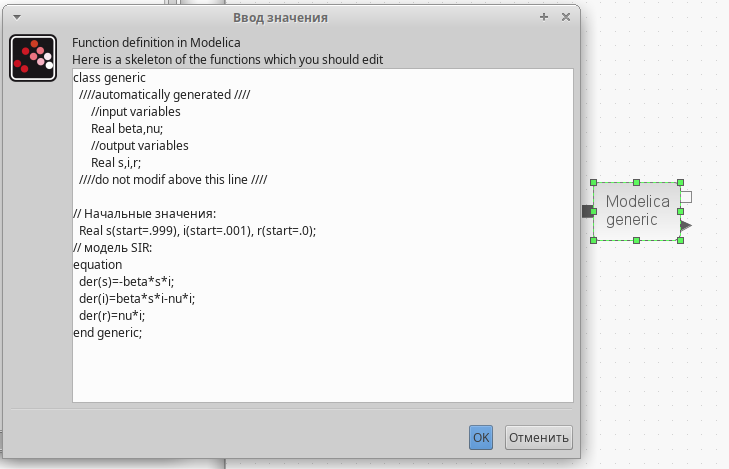 Ввод значения
Function definition in Modelica
Here is a skeleton of the functions which you should edit
class generic
////automatically generated ////
//input variables
Real beta,nu;
//output variables
Real s,i,r;
////do not modif above this line ////
// Начальные значения:
Real s(start=.999), i(start=.001), r(start=.0);
// модель SIR:
equation
der(s)=-beta*s*i;
der(i)=beta*s*i-nu*i;
der(r)=nu*i;
end generic;
OK
Отменить
Modelica
generic